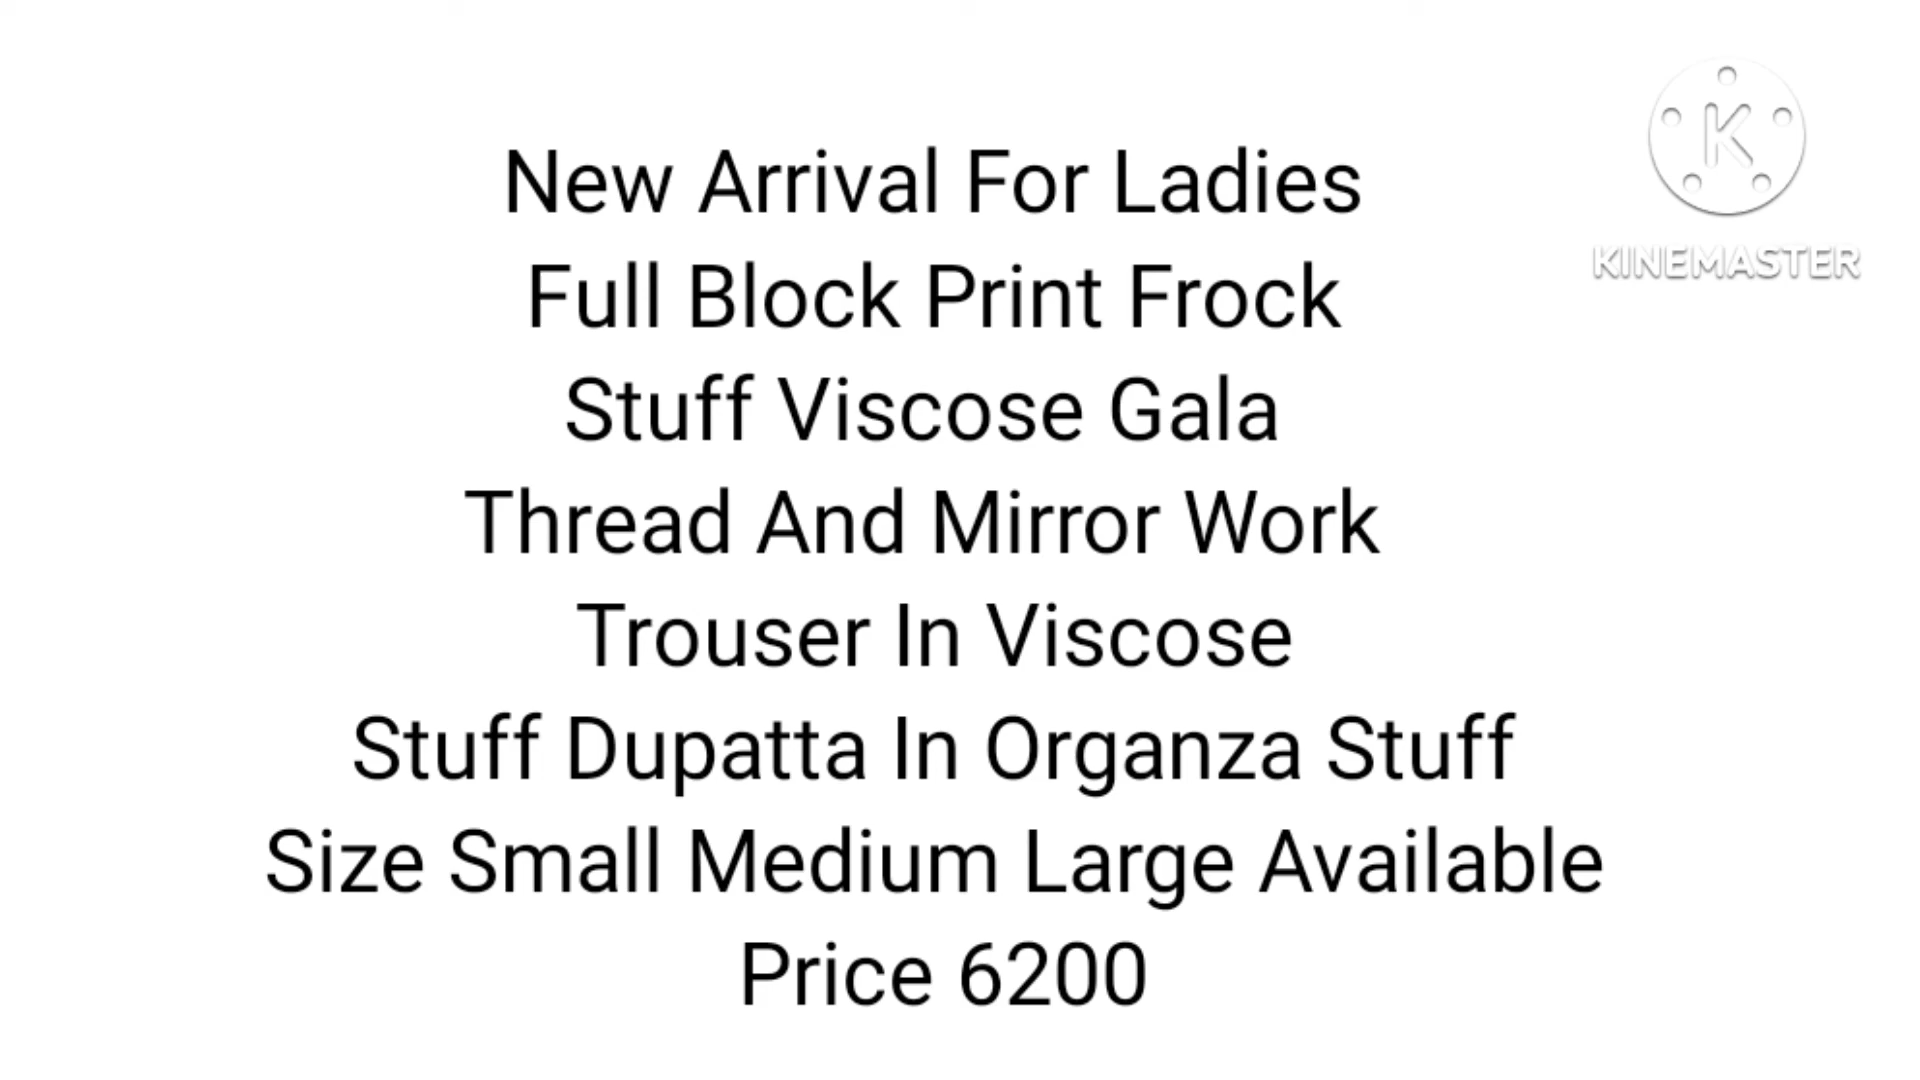 New Arrival For Ladies
Full Block Print Frock
Stuff Viscose Gala
Thread And Mirror Work
Trouser In Viscose
Stuff Dupatta In Organza Stuff
Size Small Medium Large Available
Price 6200
K
KINEMASTER